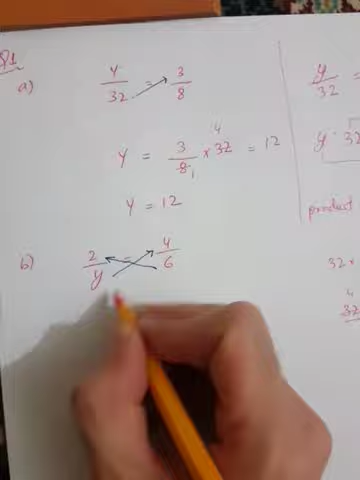 Q1
a) y/32 = 3/8
y = 3/8 × 32 = 12
4
1
y = 12
b) 2/y = 4/6
y/32 =
y · 32
product
32 ×
4
32